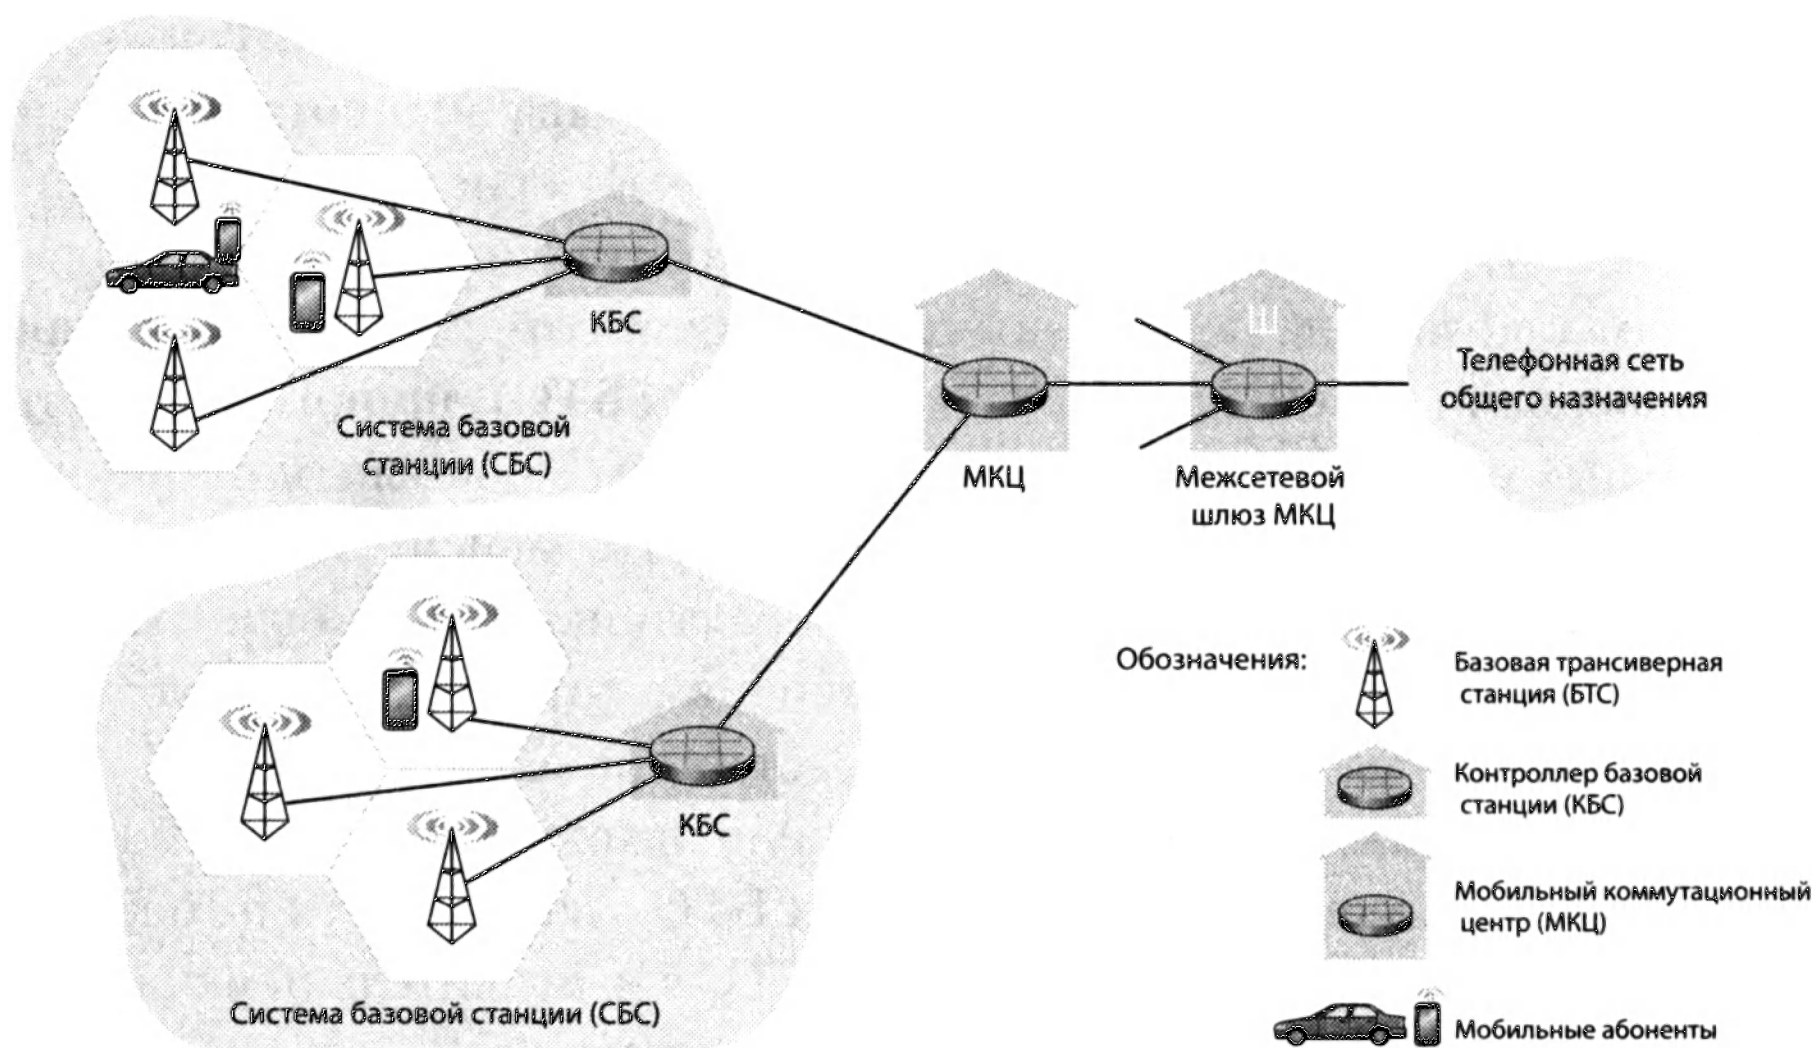 КБС
Система базовой
станции (СБС)
МКЦ
Ш
Межсетевой
шлюз МКЦ
Телефонная сеть
общего назначения
КБС
Система базовой станции (СБС)
Обозначения:
Базовая трансиверная
станция (БТС)
Контроллер базовой
станции (КБС)
Мобильный коммутационный
центр (МКЦ)
Мобильные абоненты